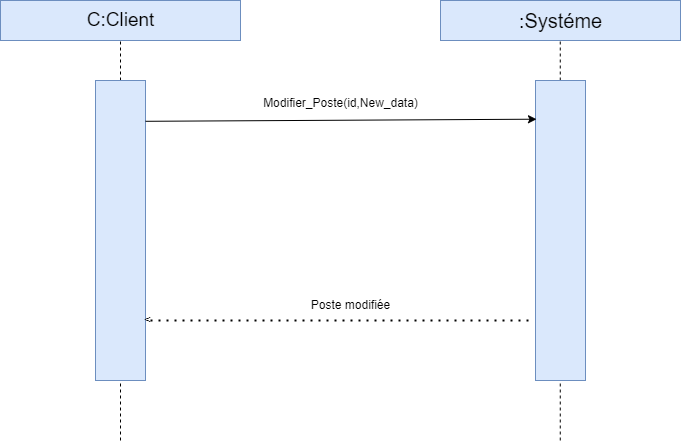 C:Client
:Systéme
Modifier_Poste(id,New_data)
Poste modifiée